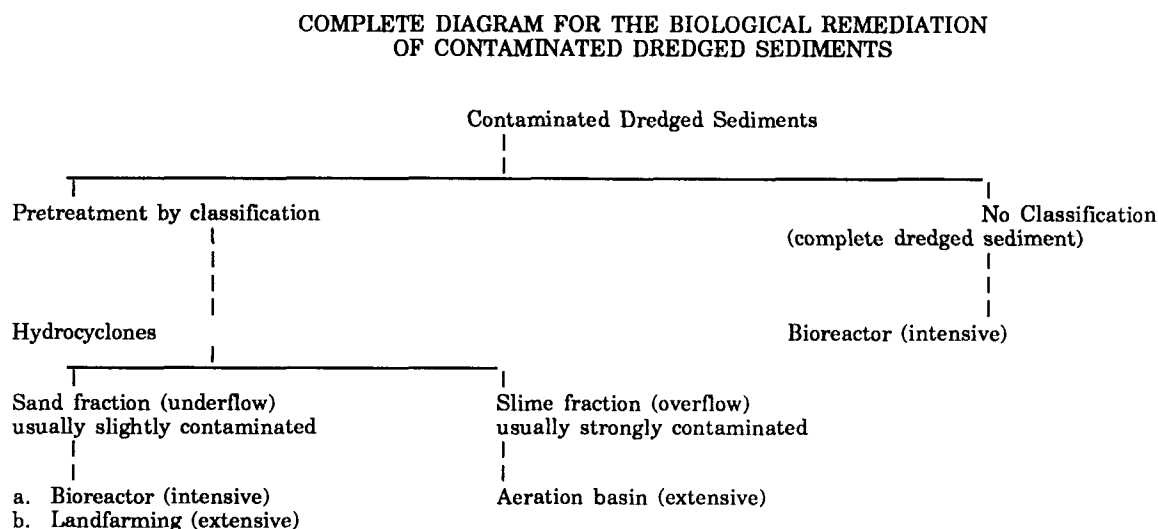 COMPLETE DIAGRAM FOR THE BIOLOGICAL REMEDIATION
OF CONTAMINATED DREDGED SEDIMENTS
Contaminated Dredged Sediments
Pretreatment by classification
No Classification
(complete dredged sediment)
Hydrocyclones
Bioreactor (intensive)
Sand fraction (underflow)
usually slightly contaminated
Slime fraction (overflow)
usually strongly contaminated
a. Bioreactor (intensive)
b. Landfarming (extensive)
Aeration basin (extensive)